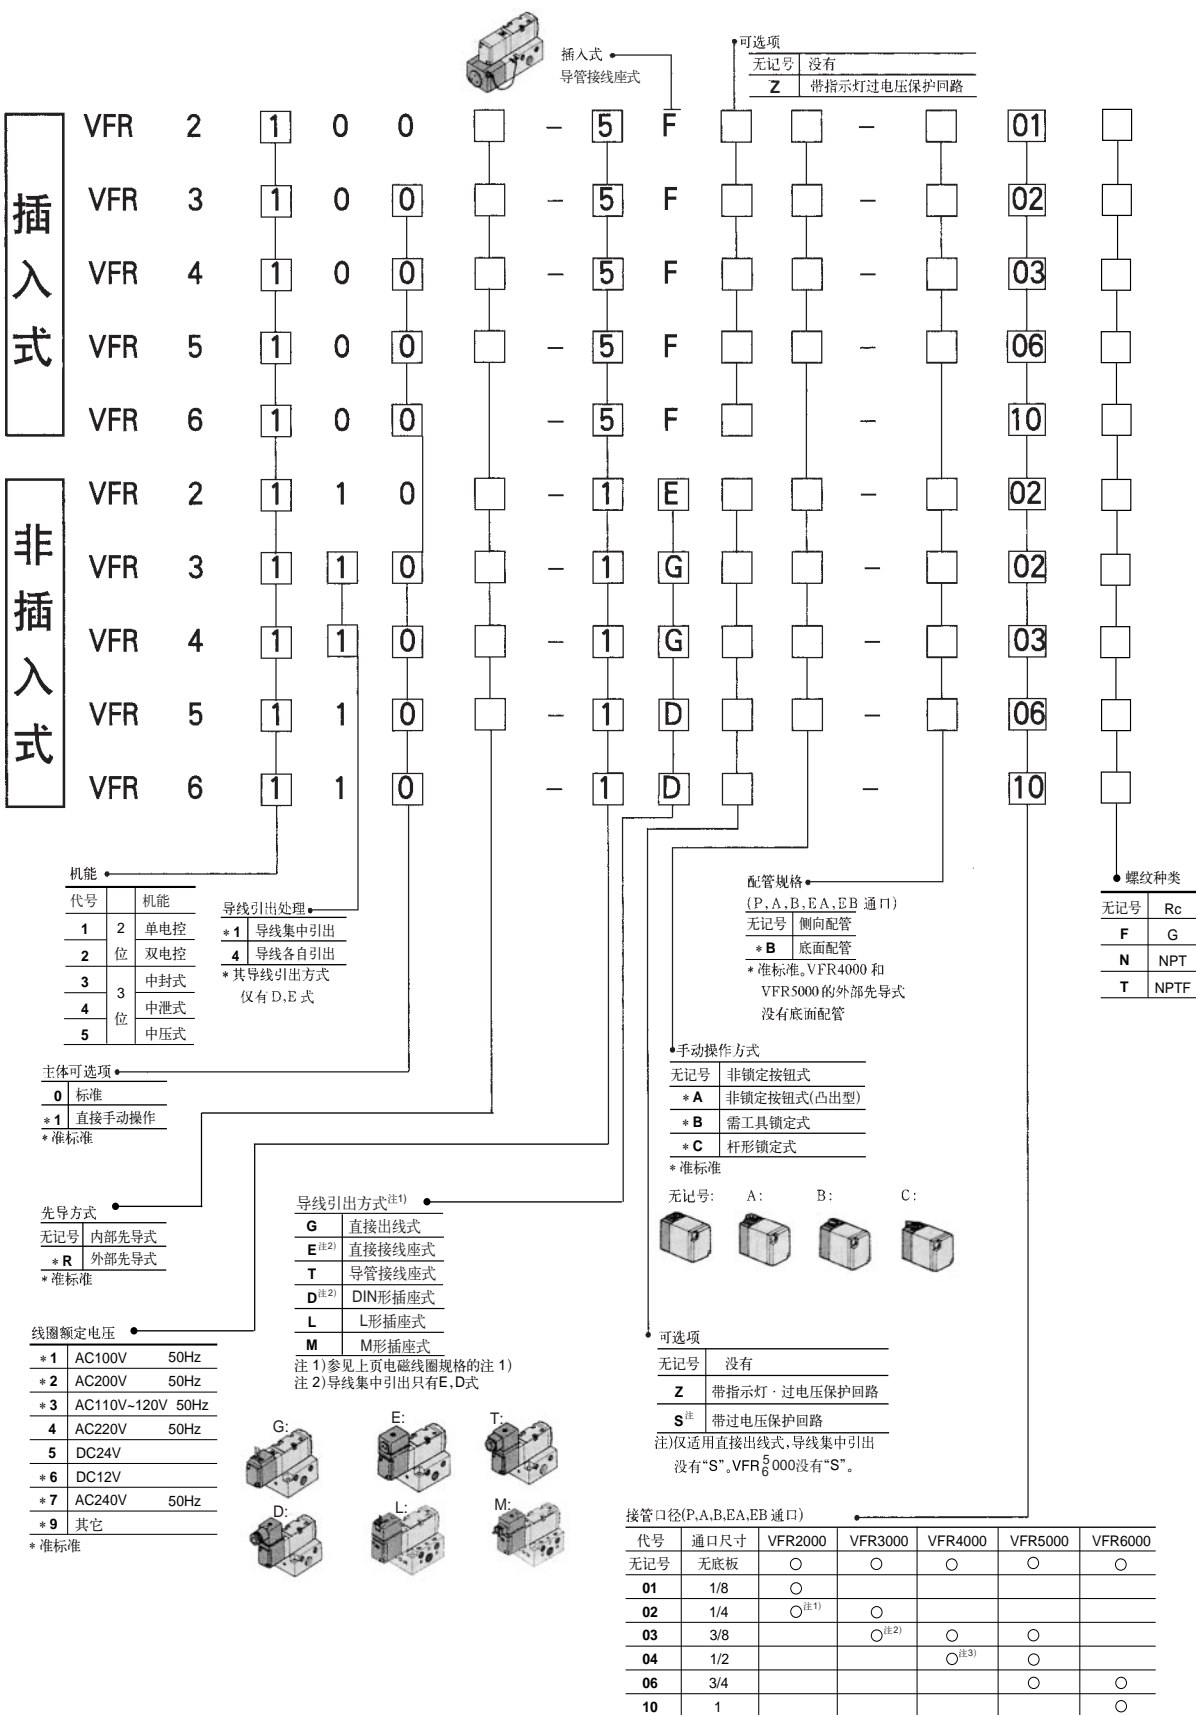 插入式
导管接线座式
可选项
无记号 没有
Z 带指示灯过电压保护回路
插入式
VFR 2 1 0 0 - 5 F - 01
VFR 3 1 0 0 - 5 F - 02
VFR 4 1 0 0 - 5 F - 03
VFR 5 1 0 0 - 5 F - 06
VFR 6 1 0 0 - 5 F - 10
非插入式
VFR 2 1 1 0 - 1 E - 02
VFR 3 1 1 0 - 1 G - 02
VFR 4 1 1 0 - 1 G - 03
VFR 5 1 1 0 - 1 D - 06
VFR 6 1 1 0 - 1 D - 10
机能
代号 机能
1 2位 单电控
2 双电控
3 3位 中封式
4 中泄式
5 中压式
导线引出处理
*1 导线集中引出
4 导线各自引出
*其导线引出方式
仅有D,E式
主体可选项
0 标准
*1 直接手动操作
*准标准
先导方式
无记号 内部先导式
*R 外部先导式
*准标准
线圈额定电压
*1 AC100V 50Hz
*2 AC200V 50Hz
*3 AC110V~120V 50Hz
4 AC220V 50Hz
5 DC24V
*6 DC12V
*7 AC240V 50Hz
*9 其它
*准标准
导线引出方式注1)
G 直接出线式
E注2) 直接接线座式
T 导管接线座式
D注2) DIN形插座式
L L形插座式
M M形插座式
注 1)参见上页电磁线圈规格的注 1)
注 2)导线集中引出只有E,D式
G: E: T:
D: L: M:
配管规格
(P,A,B,EA,EB 通口)
无记号 侧向配管
*B 底面配管
*准标准。VFR4000 和
VFR5000的外部先导式
没有底面配管
螺纹种类
无记号 Rc
F G
N NPT
T NPTF
手动操作方式
无记号 非锁定按钮式
*A 非锁定按钮式(凸出型)
*B 需工具锁定式
*C 杆形锁定式
*准标准
无记号: A: B: C:
可选项
无记号 没有
Z 带指示灯·过电压保护回路
S注 带过电压保护回路
注)仅适用直接出线式,导线集中引出
没有“S”。VFR5/6000没有“S”。
接管口径(P,A,B,EA,EB 通口)
代号 通口尺寸 VFR2000 VFR3000 VFR4000 VFR5000 VFR6000
无记号 无底板 ○ ○ ○ ○ ○
01 1/8 ○
02 1/4 ○注1) ○
03 3/8 ○注2) ○ ○
04 1/2 ○注3) ○
06 3/4 ○ ○
10 1 ○